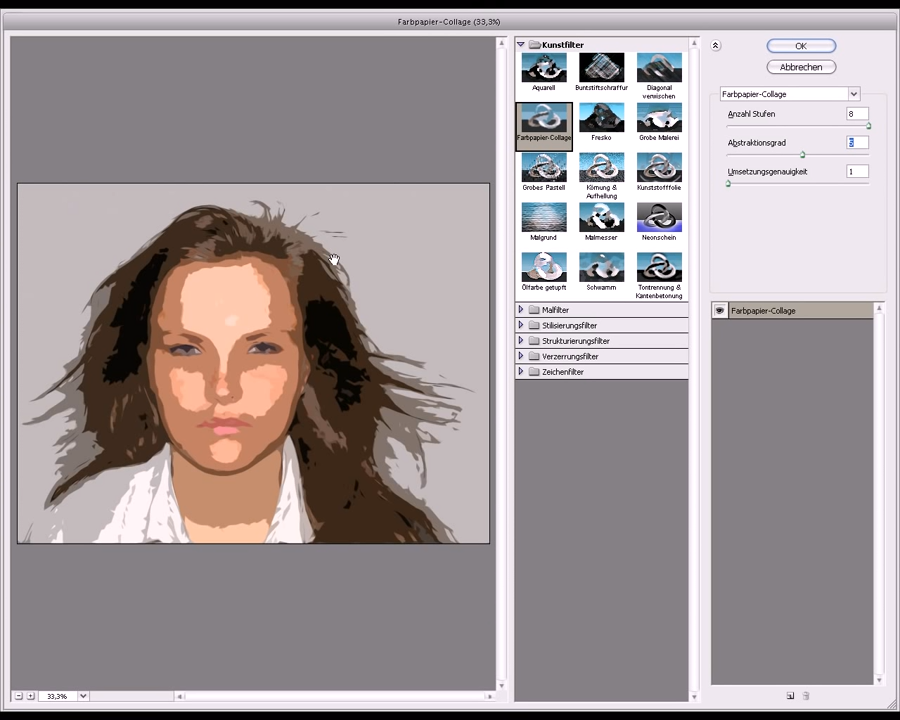 Farbpapier-Collage (33,3%)
Kunstfilter
Aquarell
Buntstiftschraffur
Diagonal verwischen
Farbpapier-Collage
Fresko
Grobe Malerei
Grobes Pastell
Körnung & Aufhellung
Kunststofffolie
Malgrund
Malmesser
Neonschein
Ölfarbe getupft
Schwamm
Tontrennung & Kantenbetonung
Malfilter
Stilisierungsfilter
Strukturierungsfilter
Verzerrungsfilter
Zeichenfilter
OK
Abbrechen
Farbpapier-Collage
Anzahl Stufen 8
Abstraktionsgrad 5
Umsetzungsgenauigkeit 1
Farbpapier-Collage
33,3%